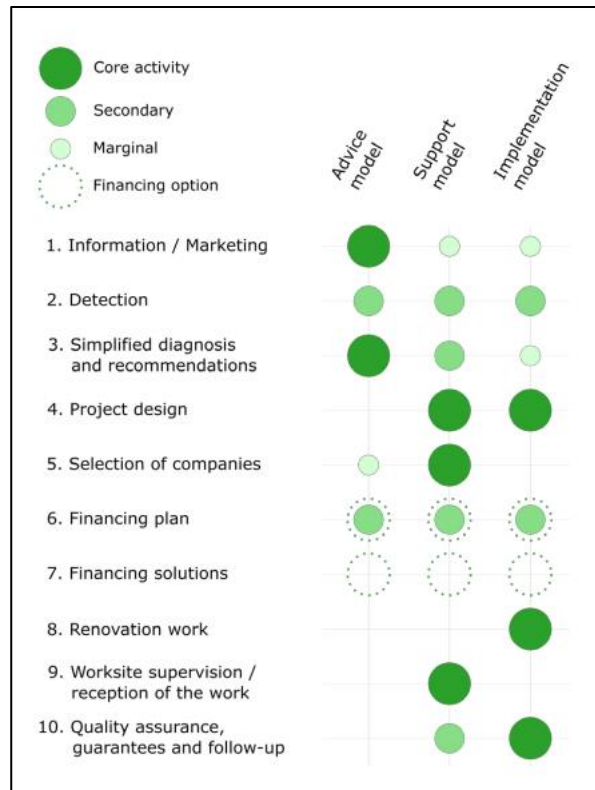 Core activity
Secondary
Marginal
Financing option
Advice
model
Support
model
Implementation
model
1. Information / Marketing
2. Detection
3. Simplified diagnosis
and recommendations
4. Project design
5. Selection of companies
6. Financing plan
7. Financing solutions
8. Renovation work
9. Worksite supervision /
reception of the work
10. Quality assurance,
guarantees and follow-up